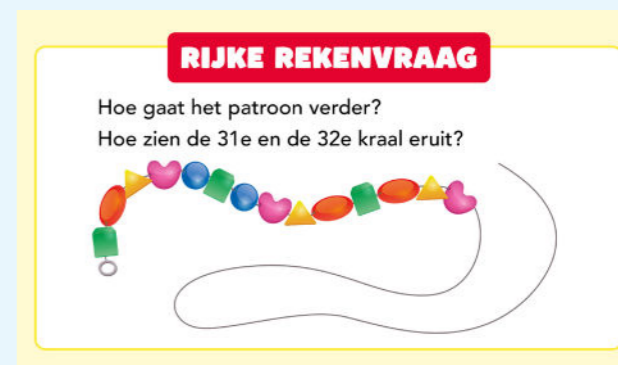 RIJKE REKENVRAAG
Hoe gaat het patroon verder?
Hoe zien de 31e en de 32e kraal eruit?